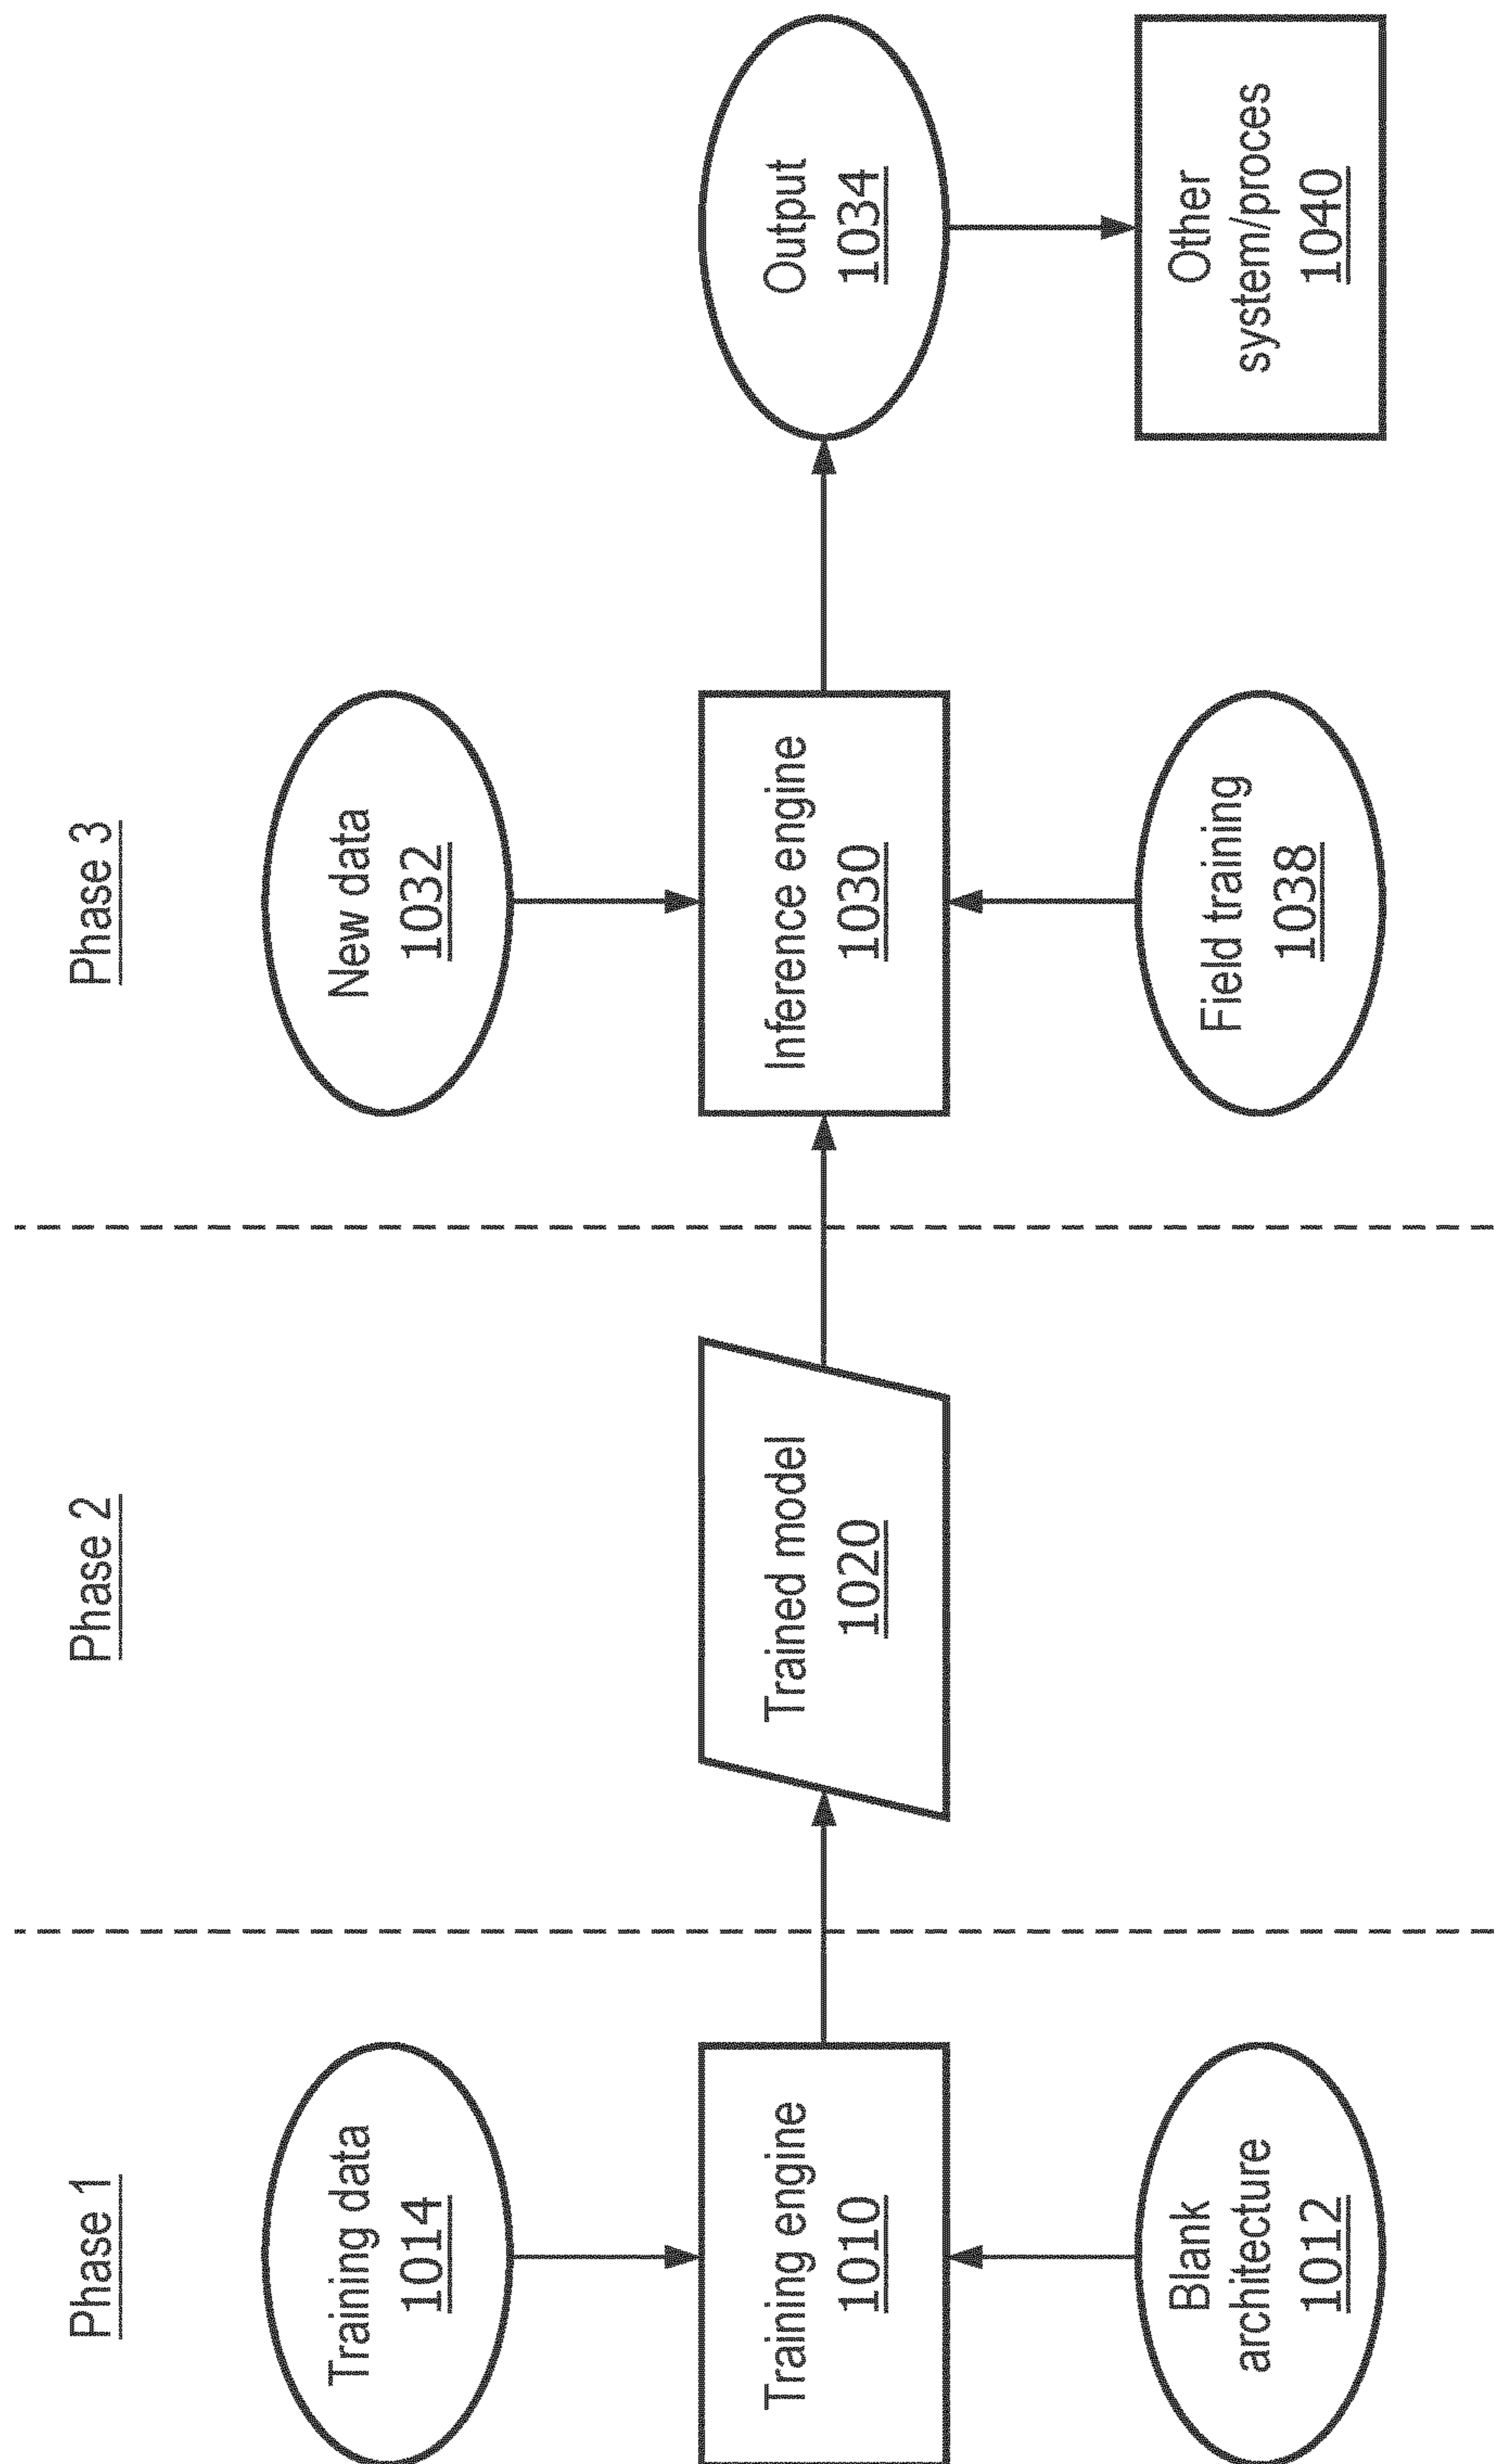 Phase 1
Phase 2
Phase 3
Training data
1014
New data
1032
Training engine
1010
Trained model
1020
Inference engine
1030
Output
1034
Blank
architecture
1012
Field training
1038
Other
system/proces
1040